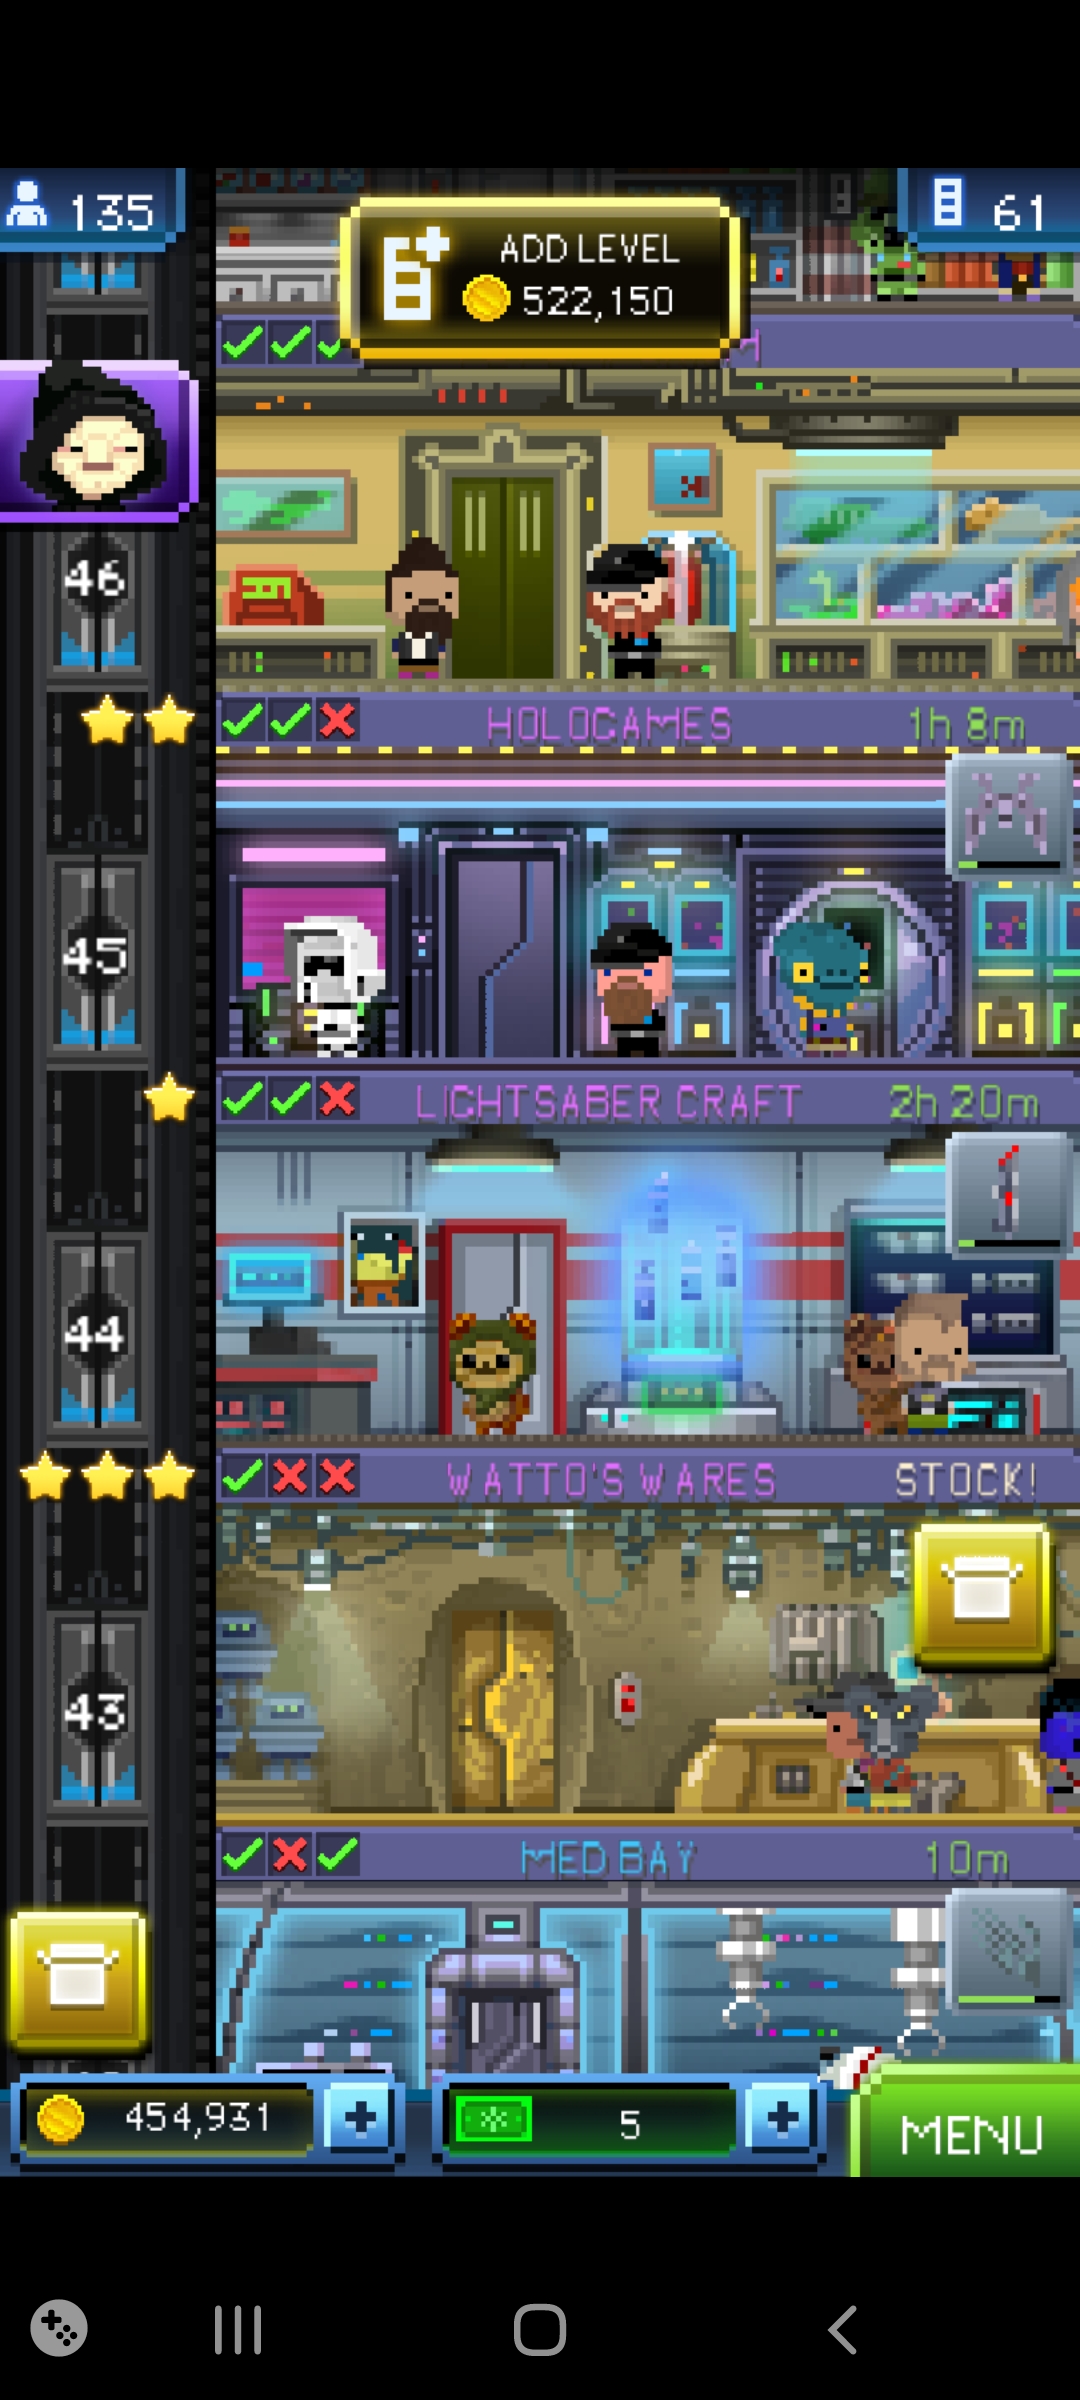 135
61
ADD LEVEL
522,150
46
HOLOGAMES 1h 8m
45
LIGHTSABER CRAFT 2h 20m
44
WATTO'S WARES STOCK!
43
MED BAY 10m
454,931
5
MENU